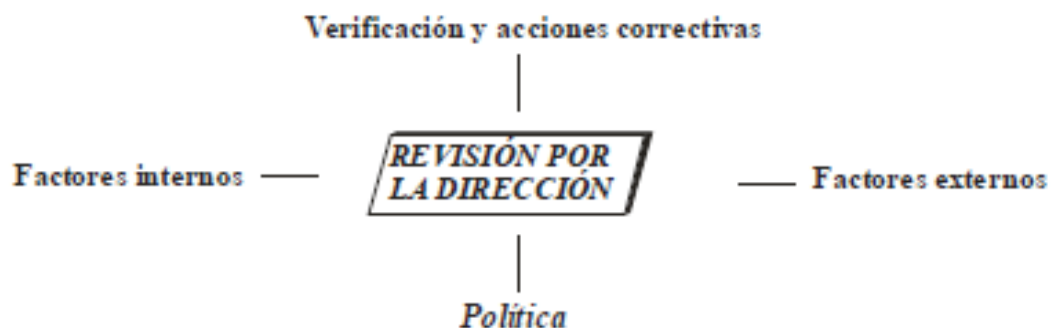 Verificación y acciones correctivas
REVISIÓN POR
LA DIRECCIÓN
Factores internos
Factores externos
Política